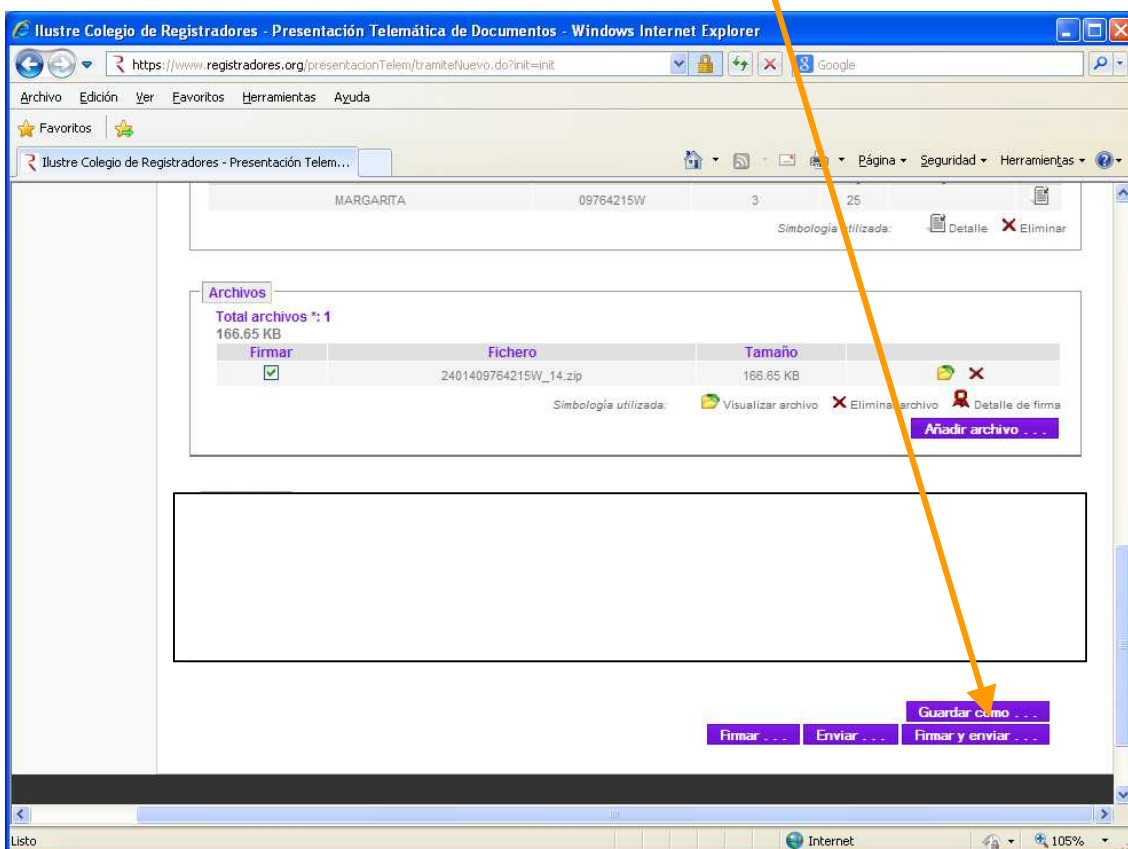 Ilustre Colegio de Registradores - Presentación Telemática de Documentos - Windows Internet Explorer
https://www.registradores.org/presentacionTelem/tramiteNuevo.do?init=init
Google
Archivo Edición Ver Favoritos Herramientas Ayuda
Favoritos
Ilustre Colegio de Registradores - Presentación Telem...
Página Seguridad Herramientas
MARGARITA 09764215W 3 25
Simbología utilizada: Detalle Eliminar
Archivos
Total archivos *: 1
166.65 KB
Firmar Fichero Tamaño
2401409764215W_14.zip 166.65 KB
Simbología utilizada: Visualizar archivo Eliminar archivo Detalle de firma
Añadir archivo . . .
Guardar como . . .
Firmar . . . Enviar . . . Firmar y enviar . . .
Listo Internet 105%